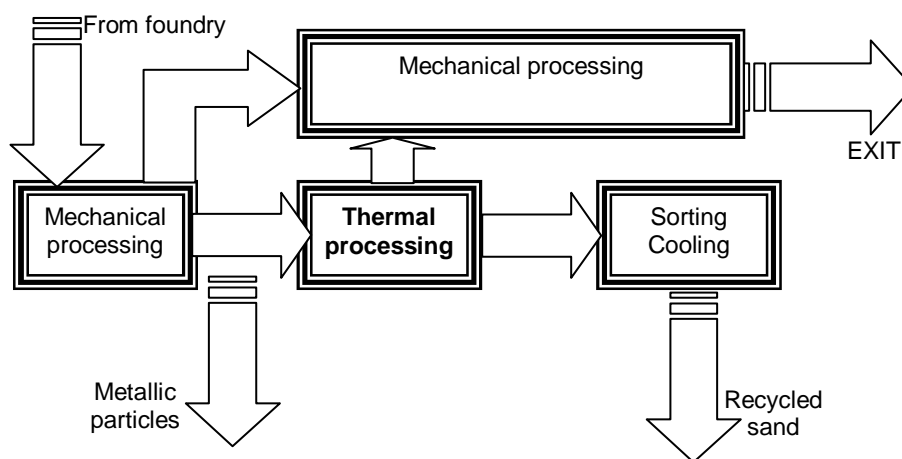 From foundry
Mechanical processing
EXIT
Mechanical
processing
Thermal
processing
Sorting
Cooling
Metallic
particles
Recycled
sand